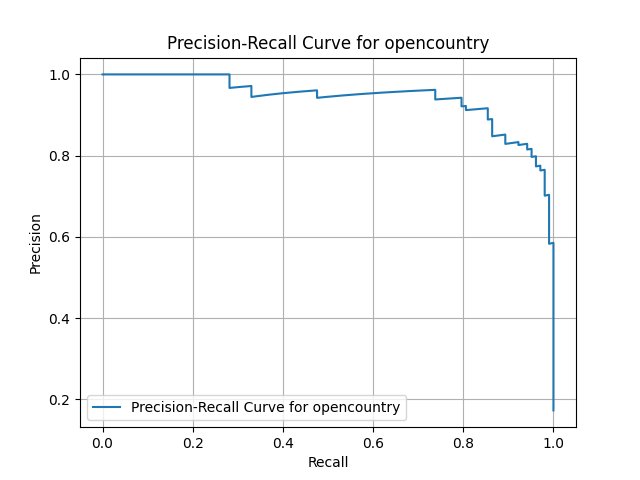 Precision-Recall Curve for opencountry
1.0
0.8
0.6
0.4
0.2
Precision
Precision-Recall Curve for opencountry
0.0 0.2 0.4 0.6 0.8 1.0
Recall